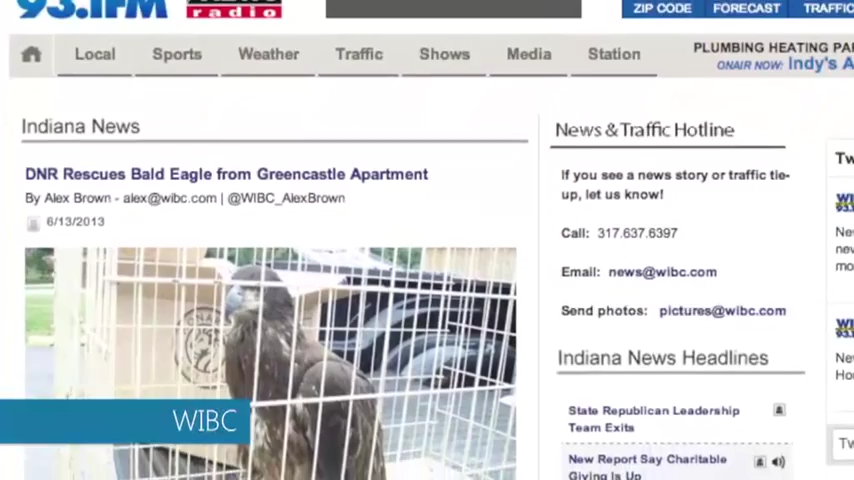 93.1FM
radio
ZIP CODE
FORECAST
TRAFFIC
Local
Sports
Weather
Traffic
Shows
Media
Station
PLUMBING HEATING
ONAIR NOW: Indy's
Indiana News
DNR Rescues Bald Eagle from Greencastle Apartment
By Alex Brown - alex@wibc.com | @WIBC_AlexBrown
6/13/2013
News & Traffic Hotline
If you see a news story or traffic tie-
up, let us know!
Call: 317.637.6397
Email: news@wibc.com
Send photos: pictures@wibc.com
Indiana News Headlines
State Republican Leadership
Team Exits
New Report Say Charitable
Giving Is Up
WIBC